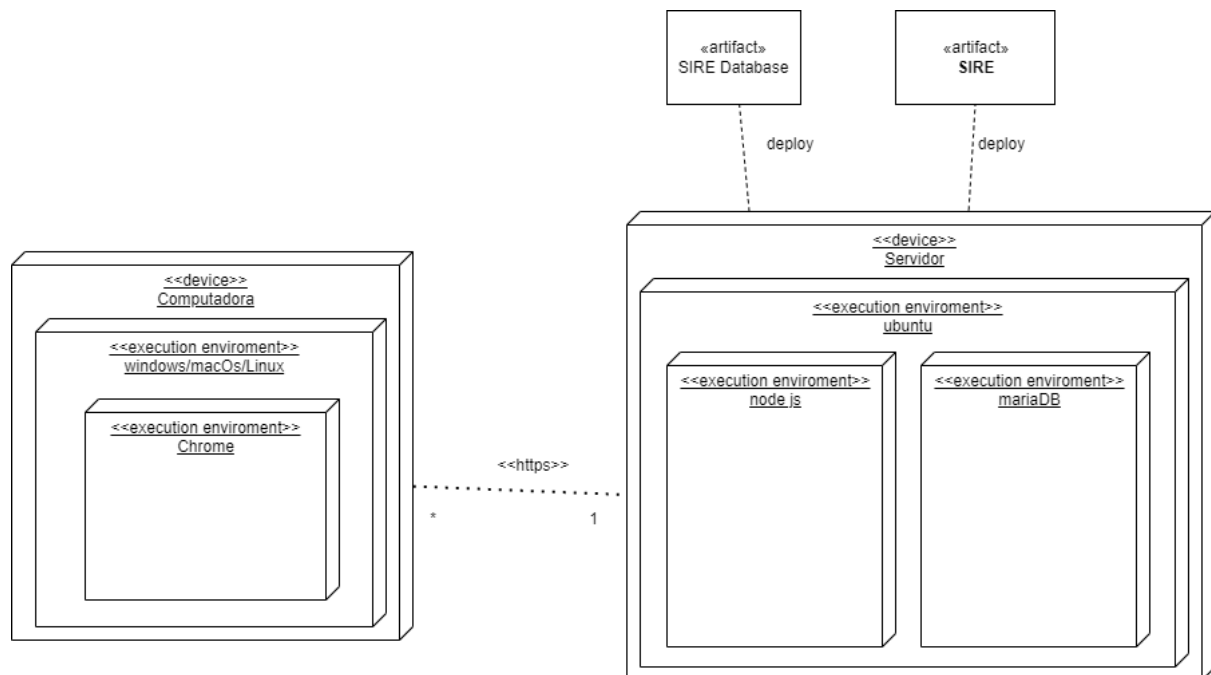 «artifact»
SIRE Database
«artifact»
SIRE
deploy
deploy
<<device>>
Servidor
<<device>>
Computadora
<<execution enviroment>>
ubuntu
<<execution enviroment>>
windows/macOs/Linux
<<execution enviroment>>
node js
<<execution enviroment>>
mariaDB
<<execution enviroment>>
Chrome
<<https>>
*
1